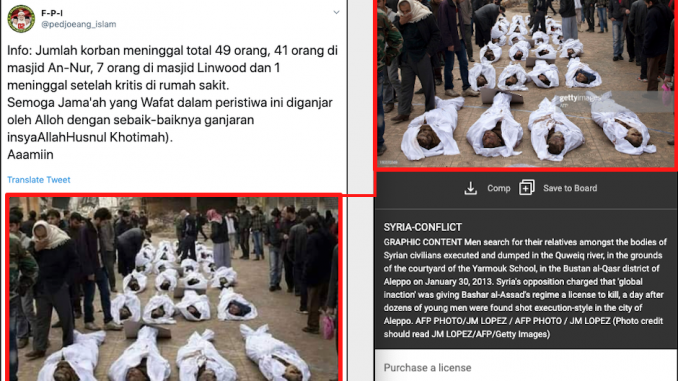 F-P-I
@pedjoeang_islam
Info: Jumlah korban meninggal total 49 orang, 41 orang di
masjid An-Nur, 7 orang di masjid Linwood dan 1
meninggal setelah kritis di rumah sakit.
Semoga Jama'ah yang Wafat dalam peristiwa ini diganjar
oleh Alloh dengan sebaik-baiknya ganjaran
insyaAllahHusnul Khotimah).
Aaamiin
Translate Tweet
gettyimages
Comp
Save to Board
SYRIA-CONFLICT
GRAPHIC CONTENT Men search for their relatives amongst the bodies of
Syrian civilians executed and dumped in the Quweiq river, in the grounds
of the courtyard of the Yarmouk School, in the Bustan al-Qasr district of
Aleppo on January 30, 2013. Syria's opposition charged that 'global
inaction' was giving Bashar al-Assad's regime a license to kill, a day after
dozens of young men were found shot execution-style in the city of
Aleppo. AFP PHOTO/JM LOPEZ / AFP PHOTO / JM LOPEZ (Photo credit
should read JM LOPEZ/AFP/Getty Images)
Purchase a license